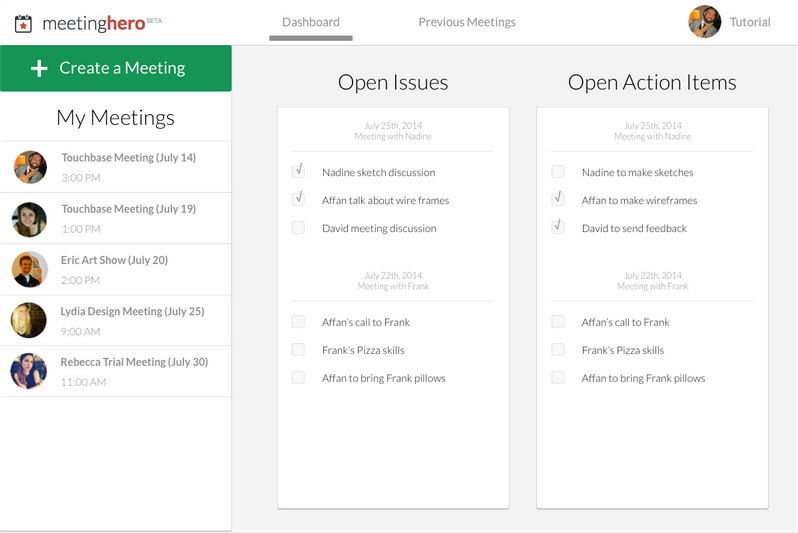 meetinghero BETA
Dashboard
Previous Meetings
Tutorial
+ Create a Meeting
My Meetings
Touchbase Meeting (July 14)
3:00 PM
Touchbase Meeting (July 19)
1:00 PM
Eric Art Show (July 20)
2:00 PM
Lydia Design Meeting (July 25)
9:00 AM
Rebecca Trial Meeting (July 30)
11:00 AM
Open Issues
July 25th, 2014
Meeting with Nadine
√ Nadine sketch discussion
√ Affan talk about wire frames
David meeting discussion
July 22th, 2014
Meeting with Frank
Affan's call to Frank
Frank's Pizza skills
Affan to bring Frank pillows
Open Action Items
July 25th, 2014
Meeting with Nadine
Nadine to make sketches
√ Affan to make wireframes
√ David to send feedback
July 22th, 2014
Meeting with Frank
Affan's call to Frank
Frank's Pizza skills
Affan to bring Frank pillows